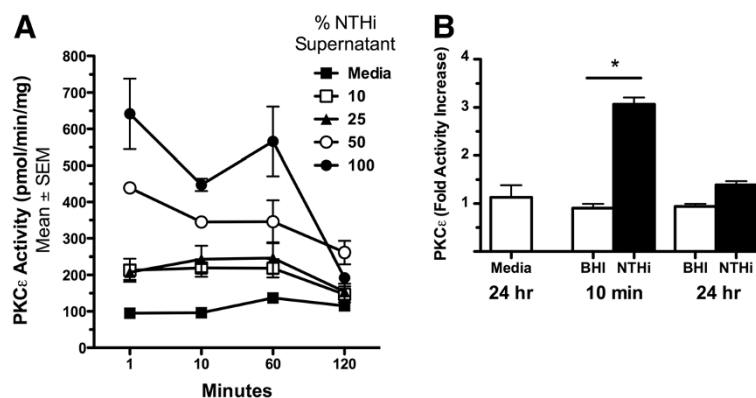 A
% NTHi
Supernatant
Media
10
25
50
100
PKCε Activity (pmol/min/mg)
Mean ± SEM
800
700
600
500
400
300
200
100
0
1
10
60
120
Minutes
B
PKCε (Fold Activity Increase)
4
3
2
1
*
Media
BHI
NTHi
BHI
NTHi
24 hr
10 min
24 hr